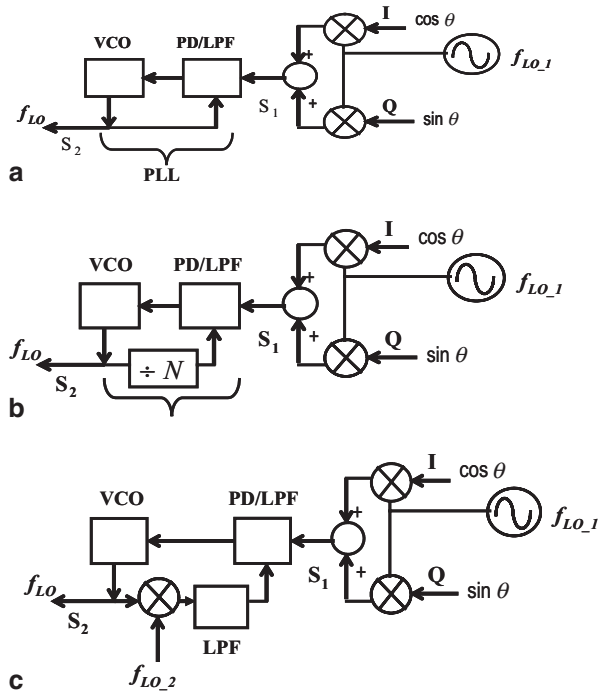 I cos θ
VCO PD/LPF
f_LO_1
+
f_LO S_1 +
S_2 Q sin θ
a PLL
I cos θ
VCO PD/LPF
f_LO_1
+
S_1 +
f_LO Q sin θ
S_2 ÷ N
b
I cos θ
VCO PD/LPF
f_LO_1
+
S_1 +
f_LO Q sin θ
S_2
LPF
f_LO_2
c